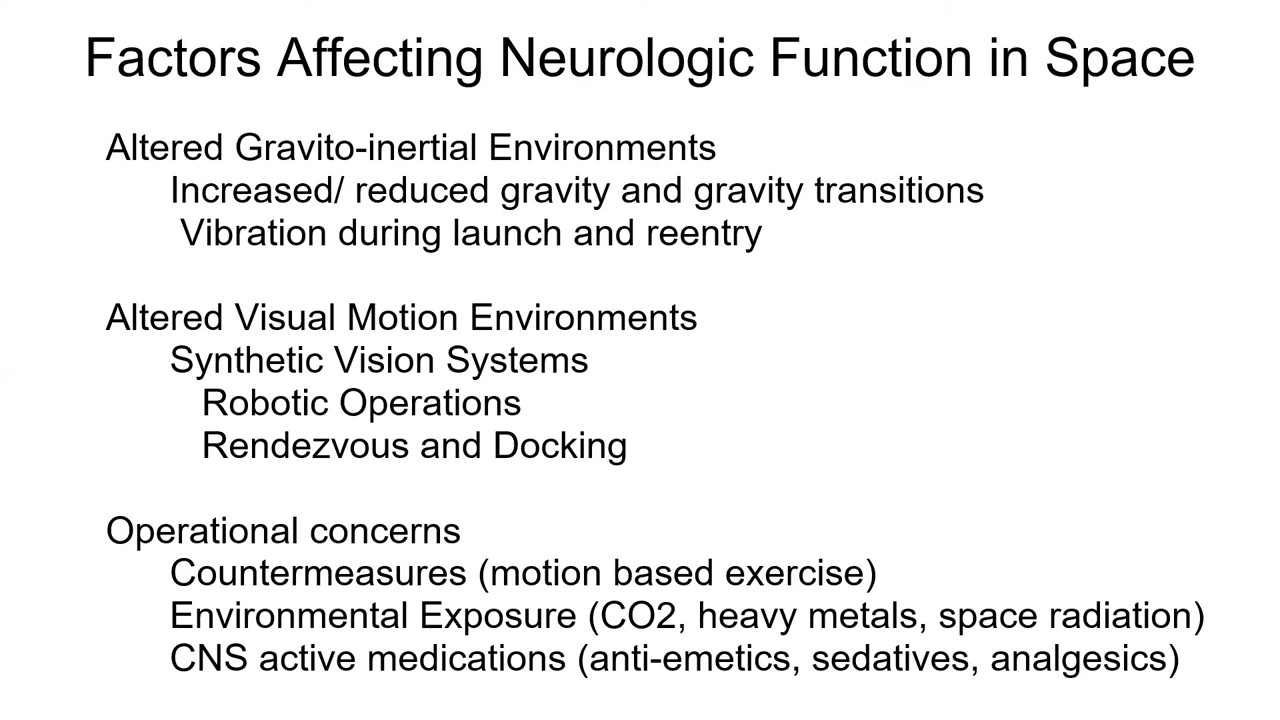 Factors Affecting Neurologic Function in Space
Altered Gravito-inertial Environments
Increased/ reduced gravity and gravity transitions
Vibration during launch and reentry
Altered Visual Motion Environments
Synthetic Vision Systems
Robotic Operations
Rendezvous and Docking
Operational concerns
Countermeasures (motion based exercise)
Environmental Exposure (CO2, heavy metals, space radiation)
CNS active medications (anti-emetics, sedatives, analgesics)